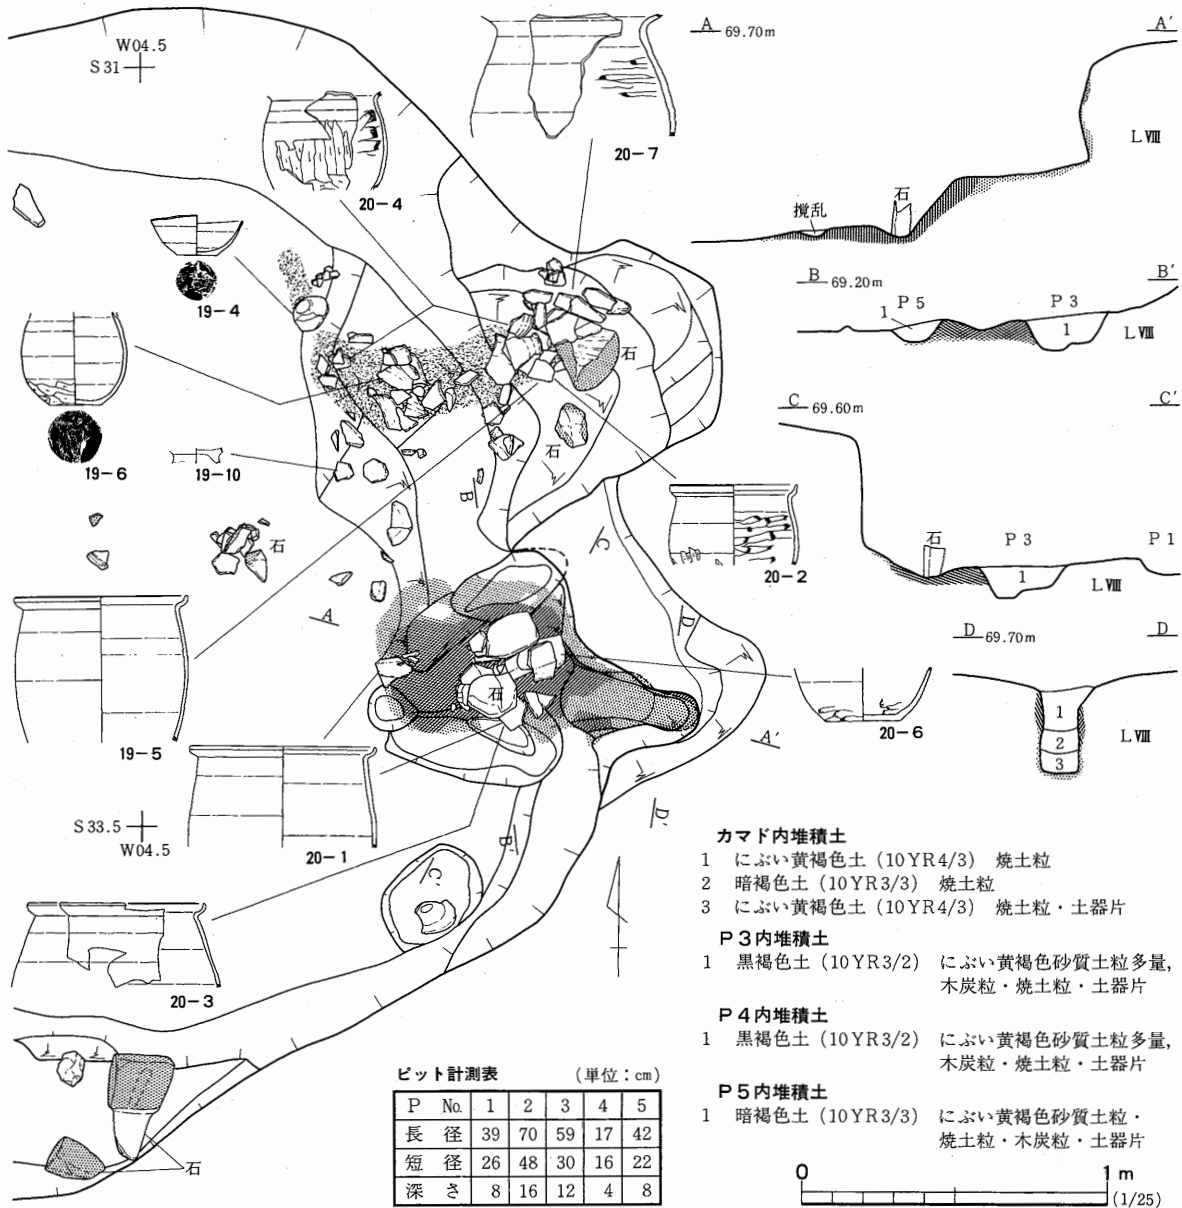 W04.5
S31
20-4
20-7
19-4
19-6
19-10
石
石
石
B
C
A
D
石
A'
D'
B'
C'
20-2
20-6
19-5
20-1
S33.5
W04.5
20-3
石
A 69.70m A'
LⅧ
石
撹乱
B 69.20m B'
P5 P3
1 1 LⅧ
C 69.60m C'
石 P3 P1
1 LⅧ
D 69.70m D
1
2 LⅧ
3
カマド内堆積土
1 にぶい黄褐色土(10YR4/3) 焼土粒
2 暗褐色土(10YR3/3) 焼土粒
3 にぶい黄褐色土(10YR4/3) 焼土粒・土器片
P3内堆積土
1 黒褐色土(10YR3/2) にぶい黄褐色砂質土粒多量,
木炭粒・焼土粒・土器片
P4内堆積土
1 黒褐色土(10YR3/2) にぶい黄褐色砂質土粒多量,
木炭粒・焼土粒・土器片
P5内堆積土
1 暗褐色土(10YR3/3) にぶい黄褐色砂質土粒・
焼土粒・木炭粒・土器片
ピット計測表 (単位:cm)
P No. 1 2 3 4 5
長径 39 70 59 17 42
短径 26 48 30 16 22
深さ 8 16 12 4 8
0 1m
(1/25)